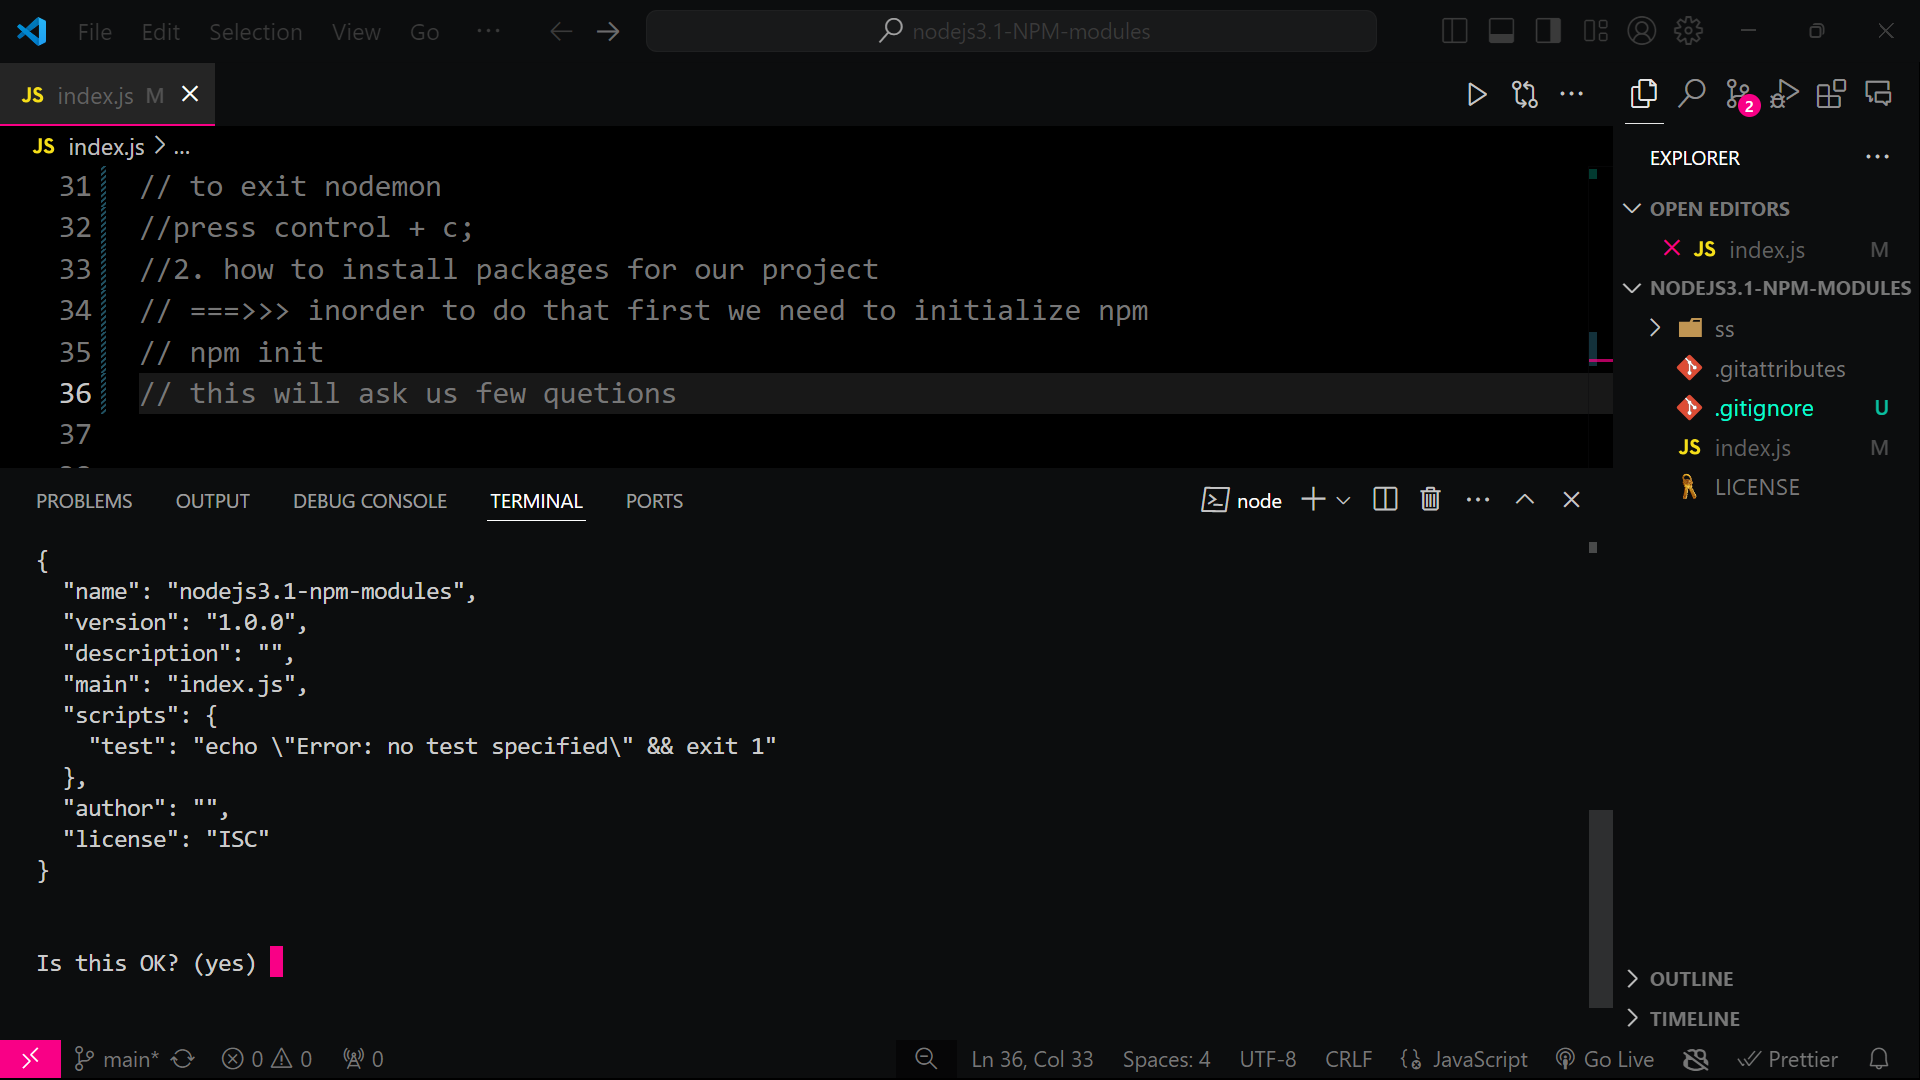 File Edit Selection View Go ... nodejs3.1-NPM-modules
JS index.js M
JS index.js > ...
31 // to exit nodemon
32 //press control + c;
33 //2. how to install packages for our project
34 // ===>>> inorder to do that first we need to initialize npm
35 // npm init
36 // this will ask us few quetions
37
PROBLEMS OUTPUT DEBUG CONSOLE TERMINAL PORTS node
{
"name": "nodejs3.1-npm-modules",
"version": "1.0.0",
"description": "",
"main": "index.js",
"scripts": {
"test": "echo \"Error: no test specified\" && exit 1"
},
"author": "",
"license": "ISC"
}
Is this OK? (yes)
2
EXPLORER ...
OPEN EDITORS
JS index.js M
NODEJS3.1-NPM-MODULES
ss
.gitattributes
.gitignore U
JS index.js M
LICENSE
OUTLINE
TIMELINE
main* 0 0 0 Ln 36, Col 33 Spaces: 4 UTF-8 CRLF JavaScript Go Live Prettier